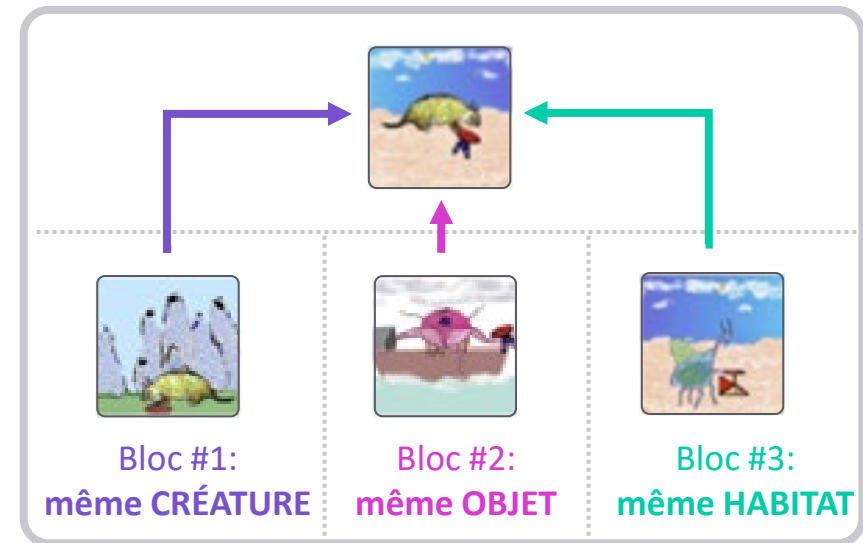 Bloc #1:
même CRÉATURE
Bloc #2:
même OBJET
Bloc #3:
même HABITAT